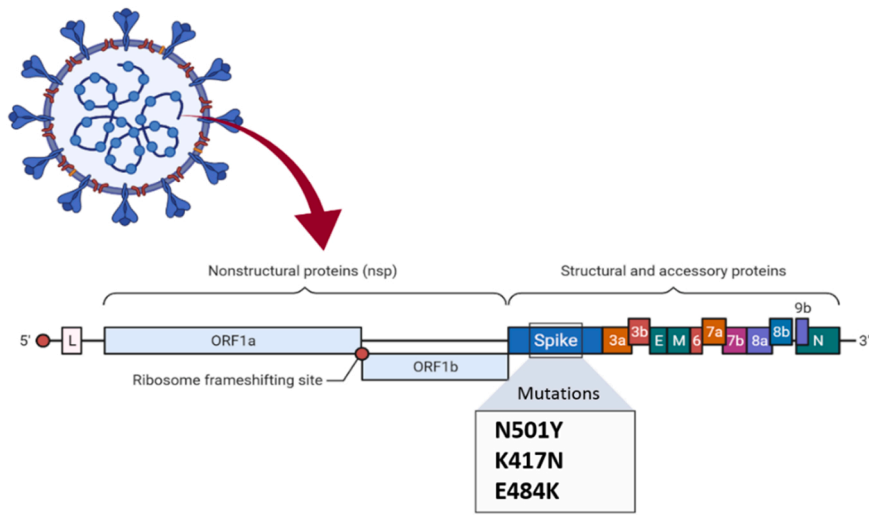 Nonstructural proteins (nsp)
Structural and accessory proteins
9b
5' L ORF1a Spike 3a 3b E M 6 7a 7b 8a 8b N 3'
ORF1b
Ribosome frameshifting site
Mutations
N501Y
K417N
E484K